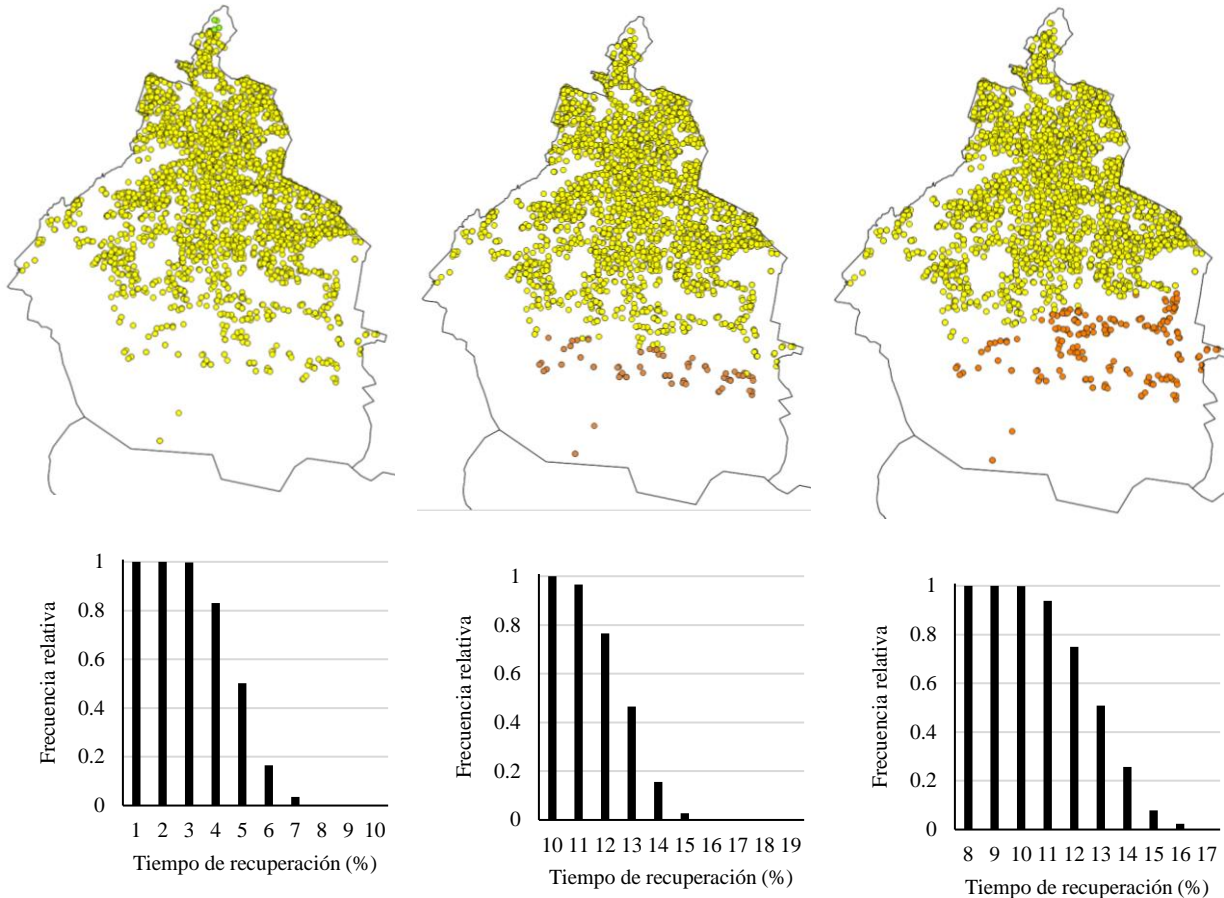 1
0.8
0.6
0.4
0.2
0
Frecuencia relativa
1 2 3 4 5 6 7 8 9 10
Tiempo de recuperación (%)
1
0.8
0.6
0.4
0.2
0
Frecuencia relativa
10 11 12 13 14 15 16 17 18 19
Tiempo de recuperación (%)
1
0.8
0.6
0.4
0.2
0
Frecuencia relativa
8 9 10 11 12 13 14 15 16 17
Tiempo de recuperación (%)